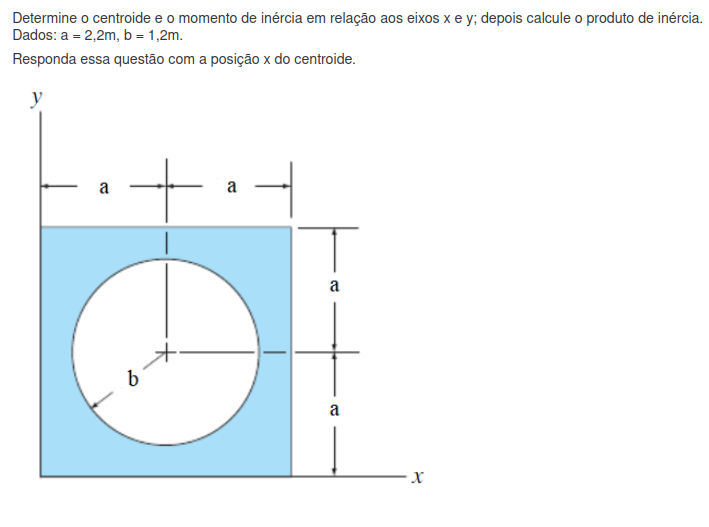 Determine o centroide e o momento de inércia em relação aos eixos x e y; depois calcule o produto de inércia.
Dados: a = 2,2m, b = 1,2m.
Responda essa questão com a posição x do centroide.
y
a a
a
b
a
x